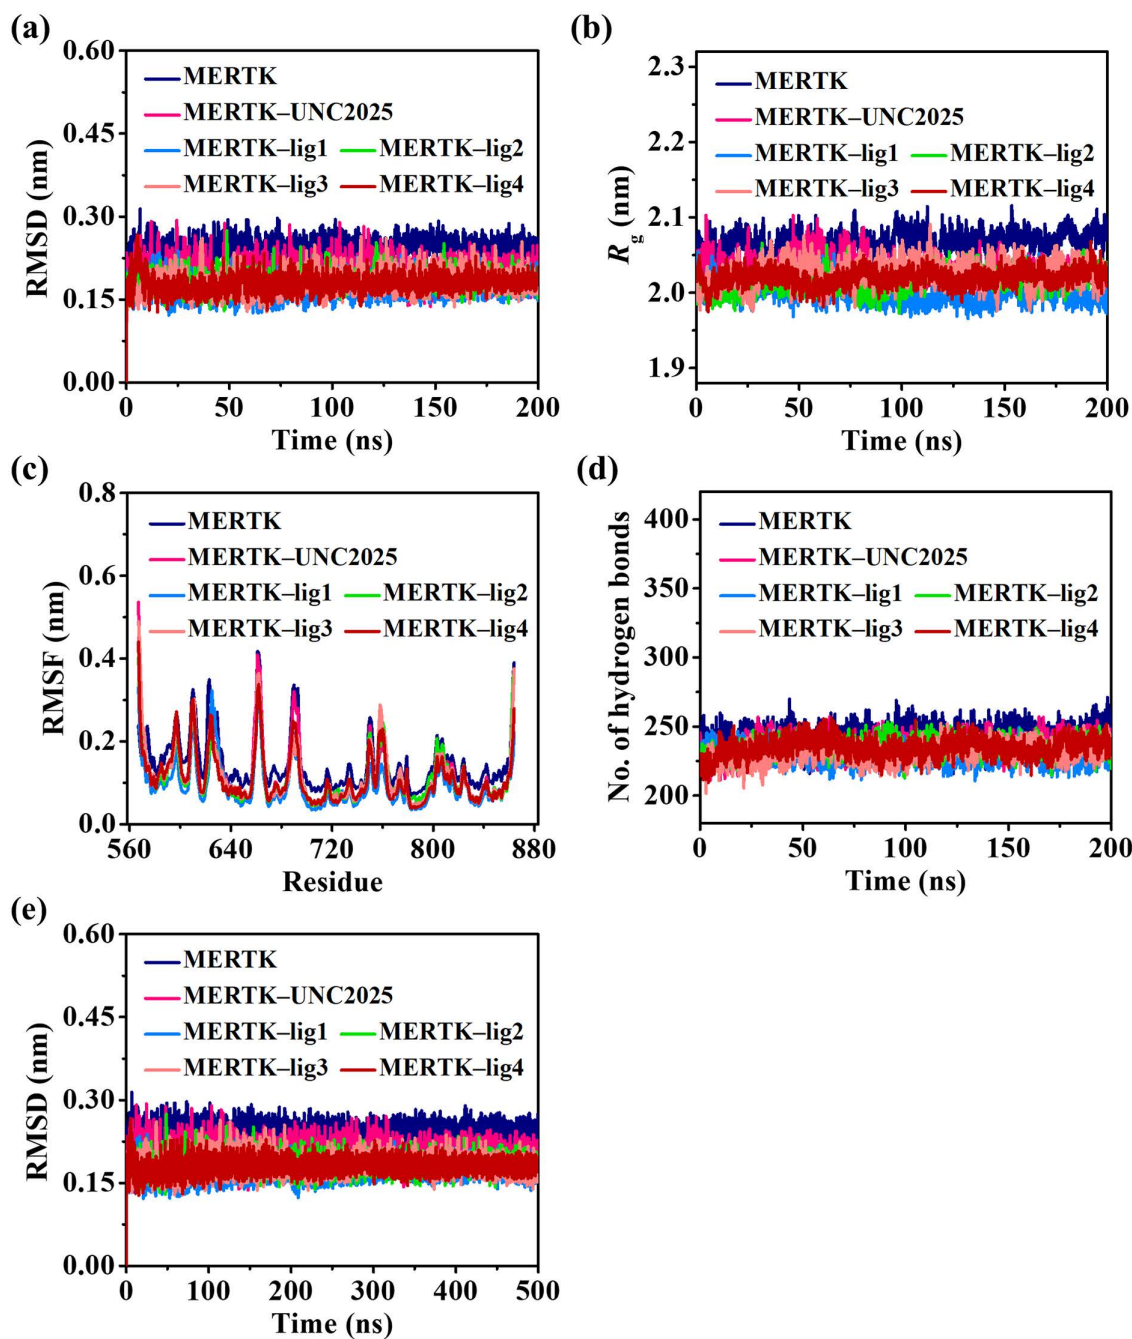 (a)
0.60
0.45
0.30
0.15
0.00
RMSD (nm)
MERTK
MERTK–UNC2025
MERTK–lig1 MERTK–lig2
MERTK–lig3 MERTK–lig4
0 50 100 150 200
Time (ns)
(b)
2.3
2.2
2.1
2.0
1.9
Rg (nm)
MERTK
MERTK–UNC2025
MERTK–lig1 MERTK–lig2
MERTK–lig3 MERTK–lig4
0 50 100 150 200
Time (ns)
(c)
0.8
0.6
0.4
0.2
0.0
RMSF (nm)
MERTK
MERTK–UNC2025
MERTK–lig1 MERTK–lig2
MERTK–lig3 MERTK–lig4
560 640 720 800 880
Residue
(d)
400
350
300
250
200
No. of hydrogen bonds
MERTK
MERTK–UNC2025
MERTK–lig1 MERTK–lig2
MERTK–lig3 MERTK–lig4
0 50 100 150 200
Time (ns)
(e)
0.60
0.45
0.30
0.15
0.00
RMSD (nm)
MERTK
MERTK–UNC2025
MERTK–lig1 MERTK–lig2
MERTK–lig3 MERTK–lig4
0 100 200 300 400 500
Time (ns)